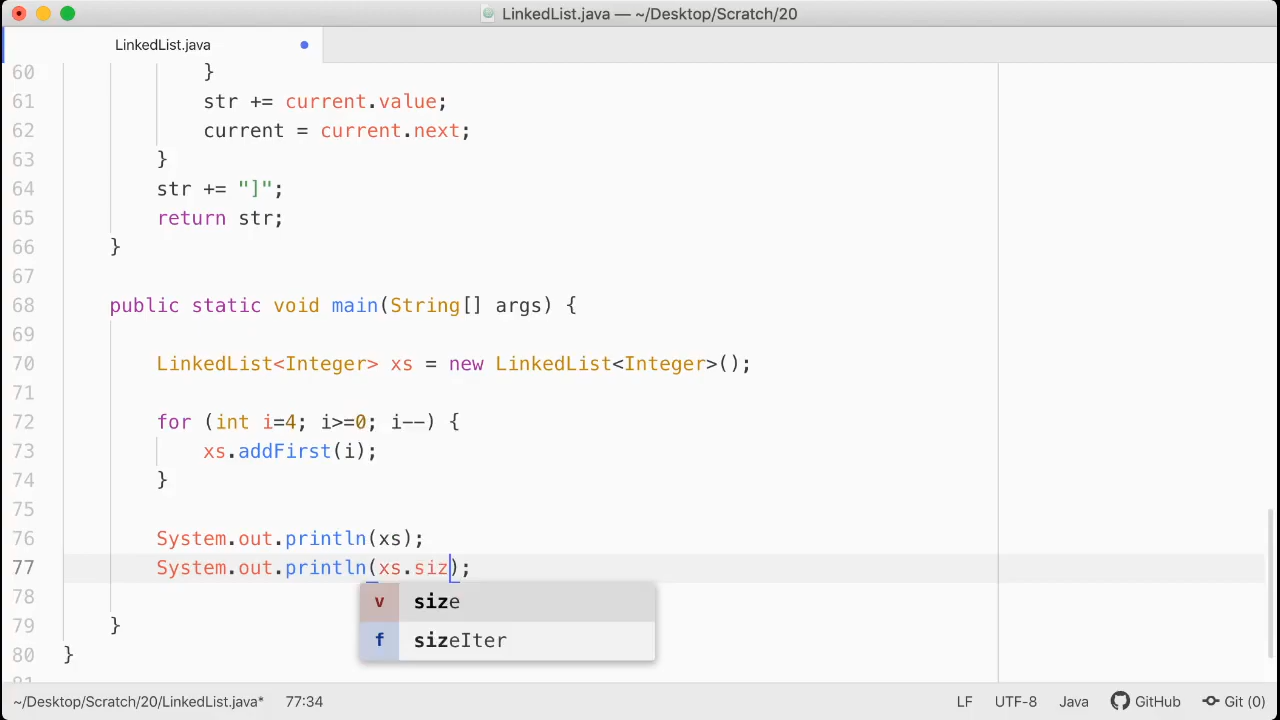 LinkedList.java — ~/Desktop/Scratch/20
LinkedList.java
60 }
61 str += current.value;
62 current = current.next;
63 }
64 str += "]";
65 return str;
66 }
67
68 public static void main(String[] args) {
69
70 LinkedList<Integer> xs = new LinkedList<Integer>();
71
72 for (int i=4; i>=0; i--) {
73 xs.addFirst(i);
74 }
75
76 System.out.println(xs);
77 System.out.println(xs.siz);
v size
78
f sizeIter
79 }
80 }
81
~/Desktop/Scratch/20/LinkedList.java* 77:34 LF UTF-8 Java GitHub Git (0)